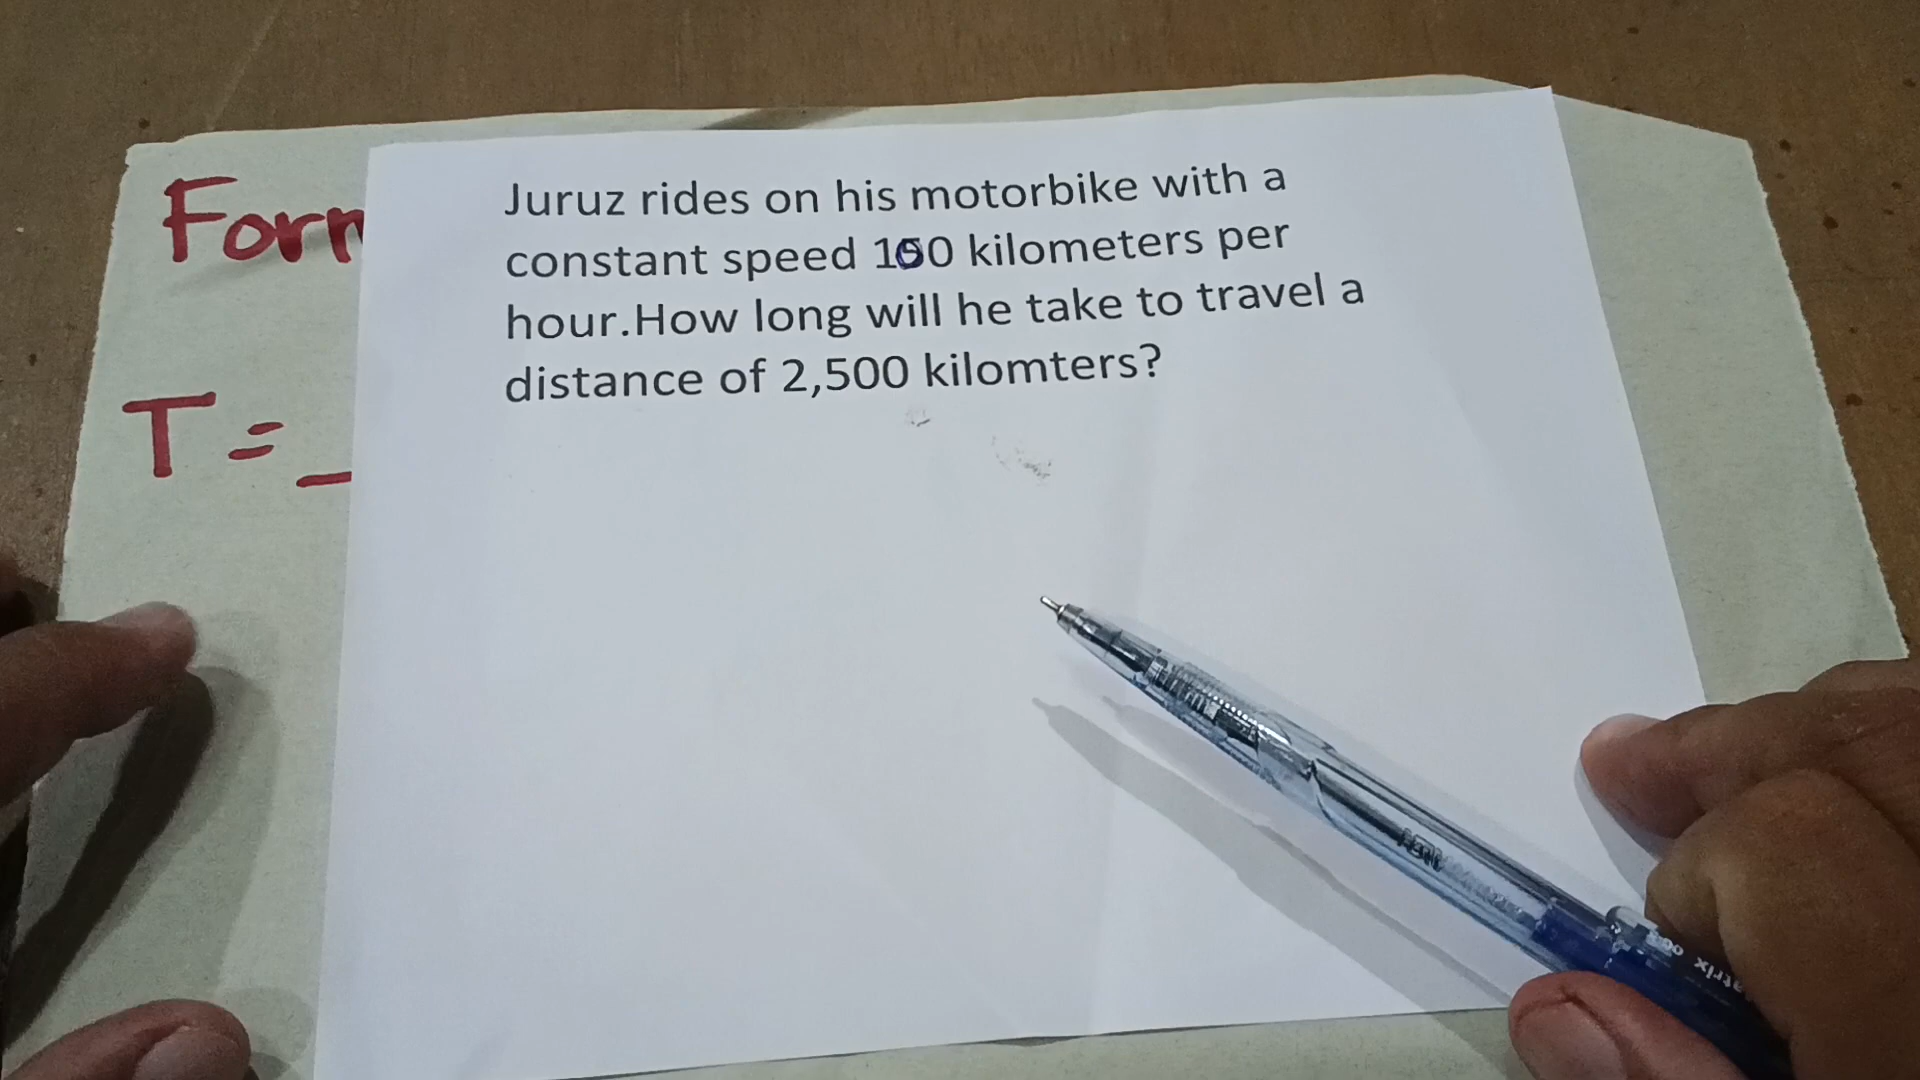 Form
T = _
Juruz rides on his motorbike with a
constant speed 100 kilometers per
hour.How long will he take to travel a
distance of 2,500 kilomters?